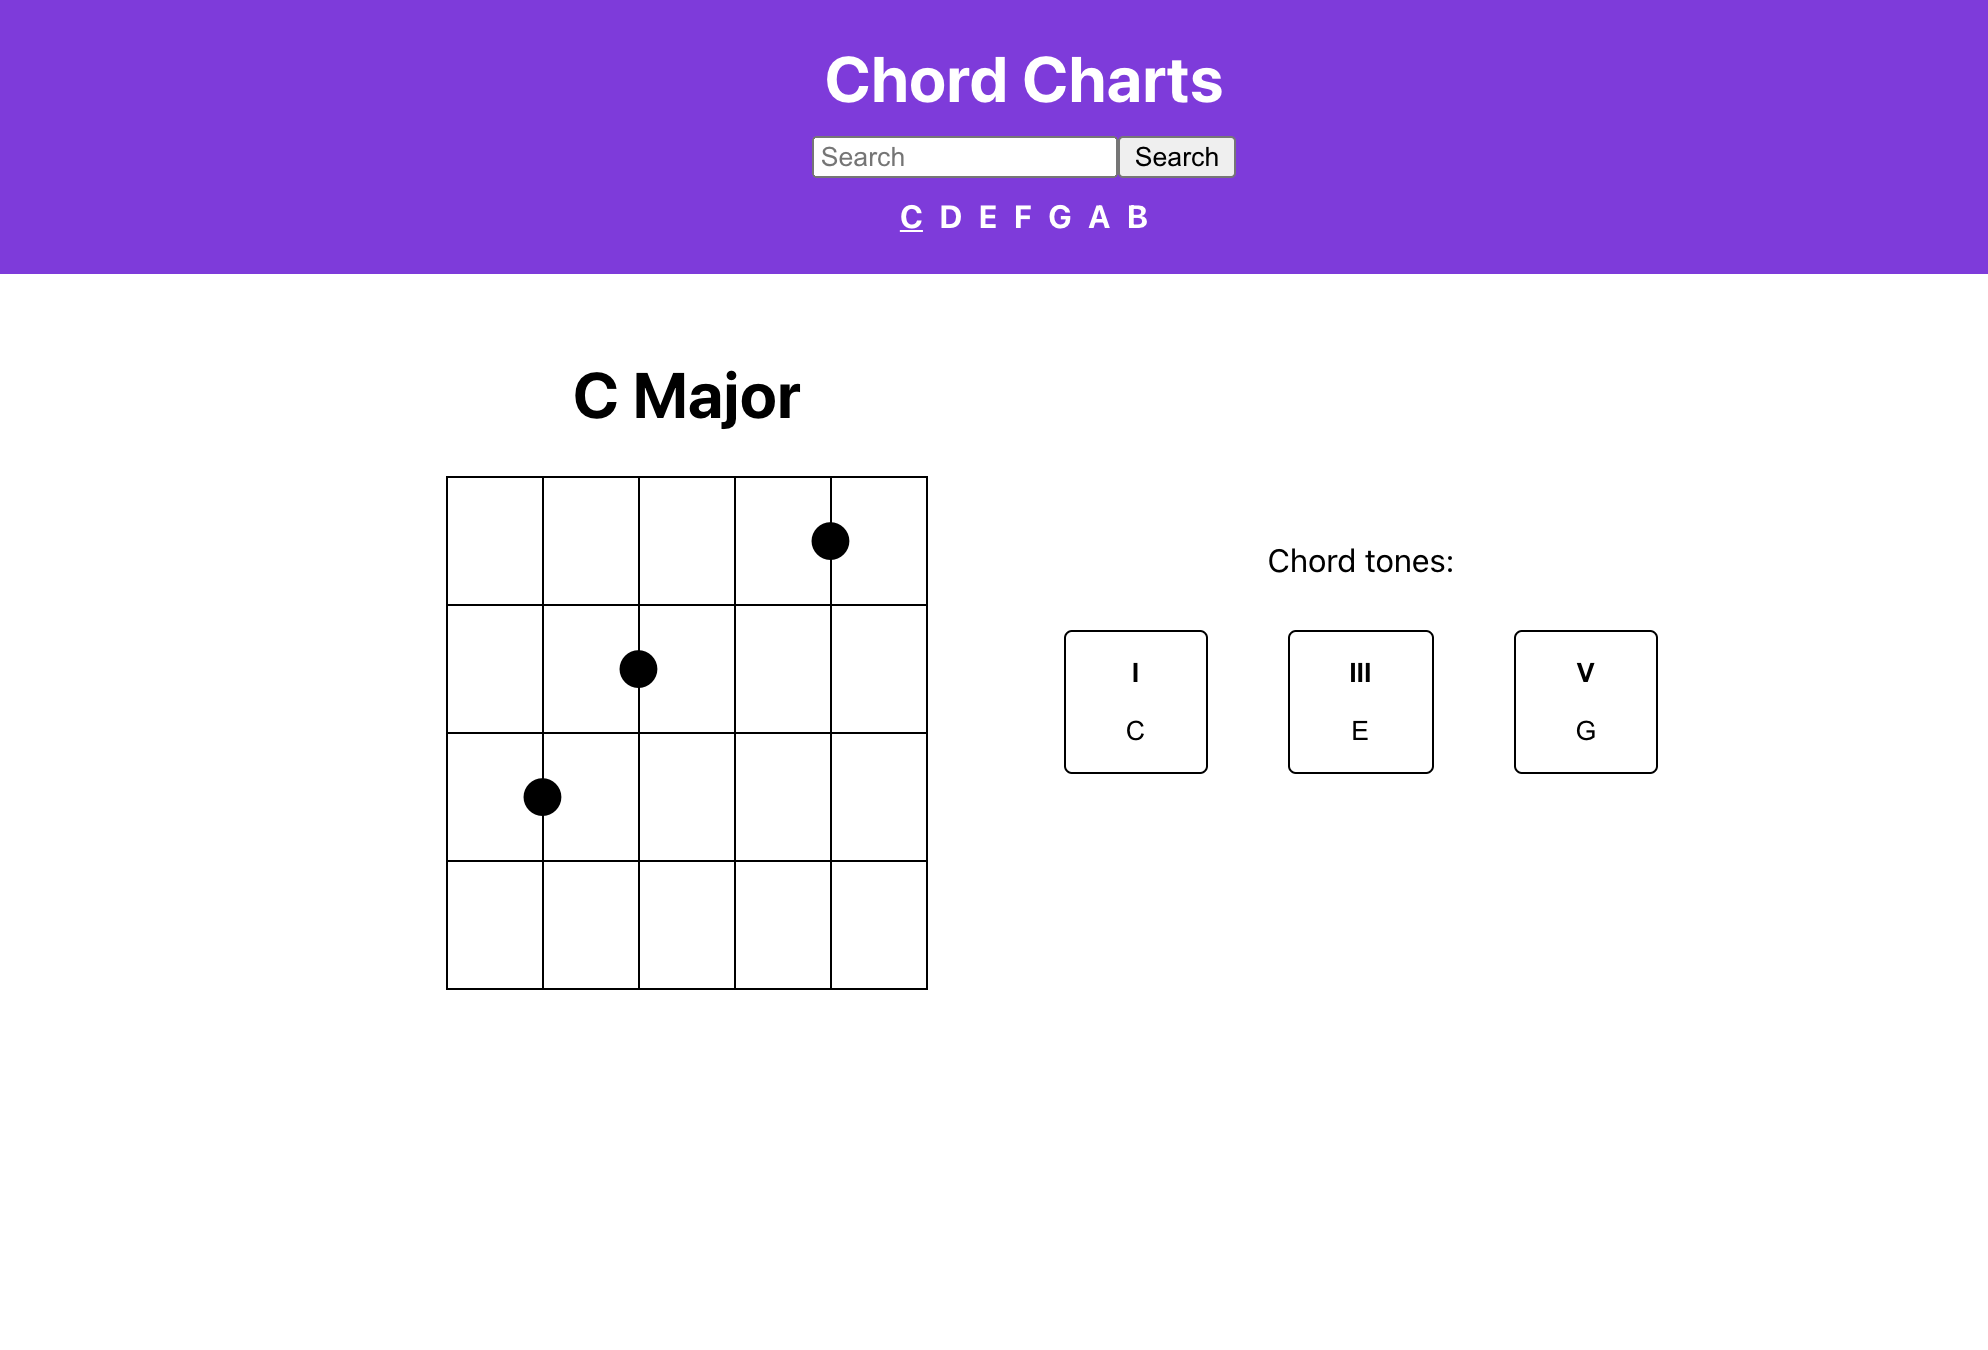 Chord Charts
Search Search
C D E F G A B
C Major
Chord tones:
I III V
C E G